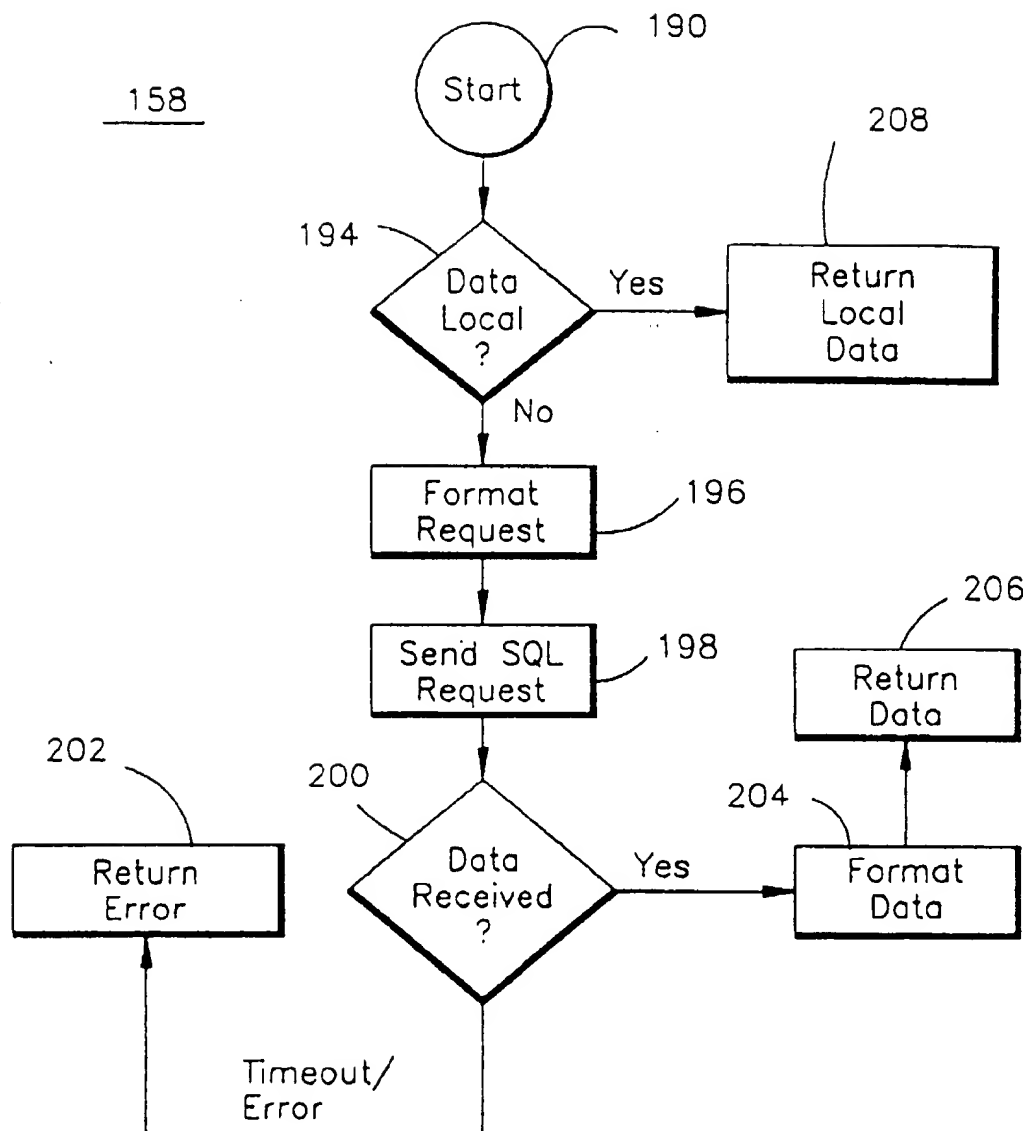 190
Start
158
208
194
Data
Local
?
Yes
Return
Local
Data
No
Format
Request
196
Send SQL
Request
198
206
Return
Data
202
200
204
Return
Error
Data
Received
?
Yes
Format
Data
Timeout/
Error